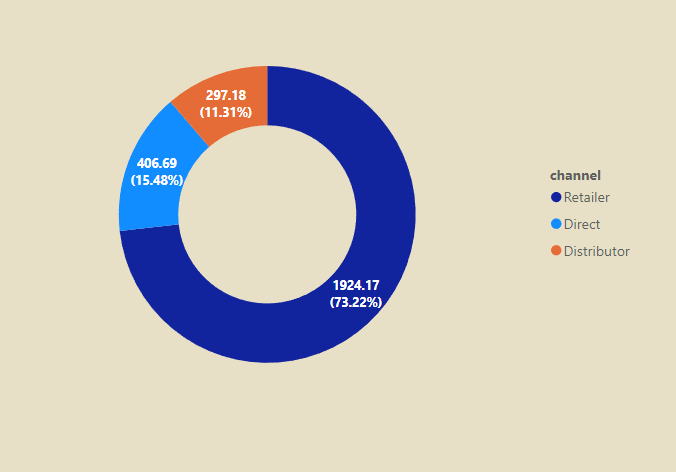 297.18
(11.31%)
406.69
(15.48%)
1924.17
(73.22%)
channel
Retailer
Direct
Distributor